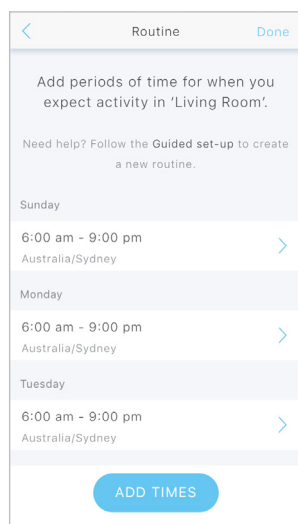 Routine
Done
Add periods of time for when you
expect activity in ‘Living Room’.
Need help? Follow the Guided set-up to create
a new routine.
Sunday
6:00 am - 9:00 pm
Australia/Sydney
Monday
6:00 am - 9:00 pm
Australia/Sydney
Tuesday
6:00 am - 9:00 pm
Australia/Sydney
ADD TIMES